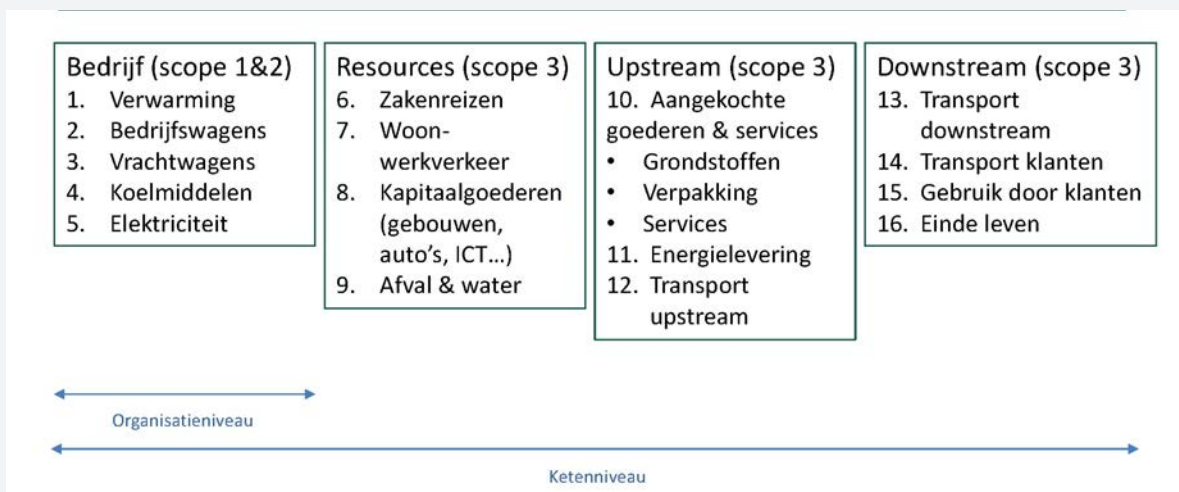 Bedrijf (scope 1&2)
1. Verwarming
2. Bedrijfswagens
3. Vrachtwagens
4. Koelmiddelen
5. Elektriciteit
Resources (scope 3)
6. Zakenreizen
7. Woon-
werkverkeer
8. Kapitaalgoederen
(gebouwen,
auto's, ICT...)
9. Afval & water
Upstream (scope 3)
10. Aangekochte
goederen & services
• Grondstoffen
• Verpakking
• Services
11. Energielevering
12. Transport
upstream
Downstream (scope 3)
13. Transport
downstream
14. Transport klanten
15. Gebruik door klanten
16. Einde leven
Organisatieniveau
Ketenniveau